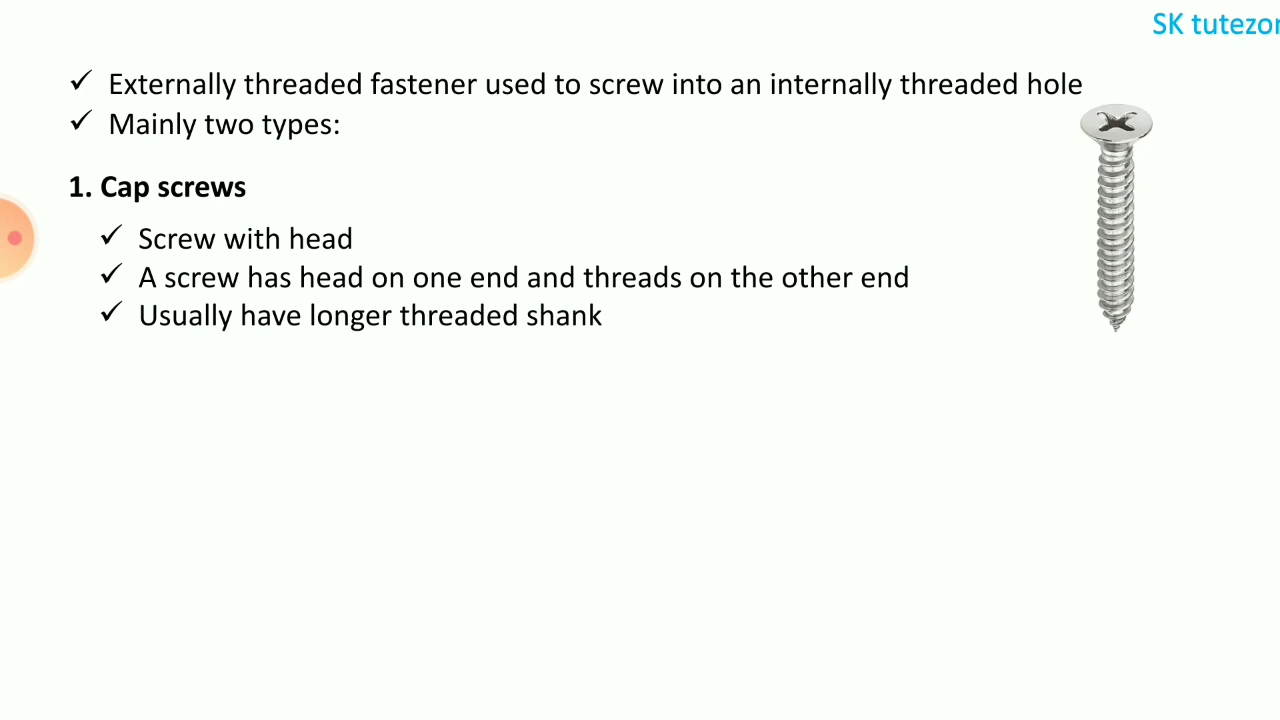 SK tutezon
✓ Externally threaded fastener used to screw into an internally threaded hole
✓ Mainly two types:
1. Cap screws
✓ Screw with head
✓ A screw has head on one end and threads on the other end
✓ Usually have longer threaded shank